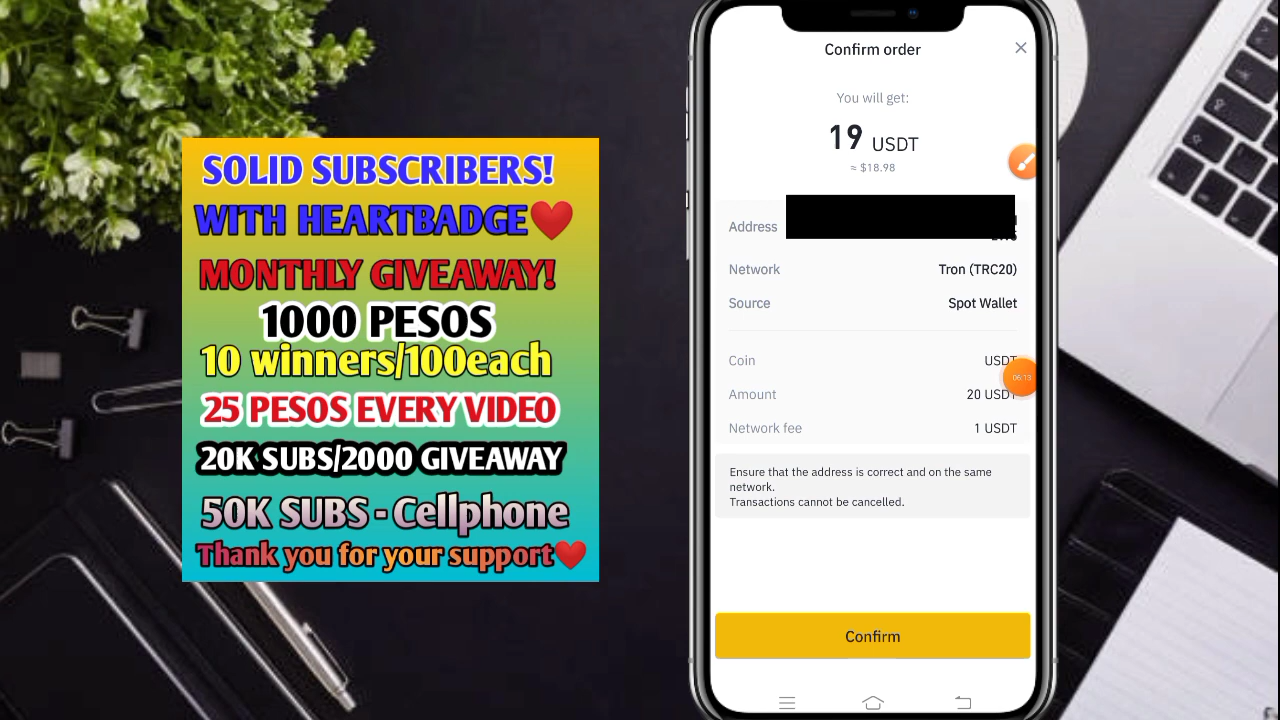 SOLID SUBSCRIBERS!
WITH HEARTBADGE❤️
MONTHLY GIVEAWAY!
1000 PESOS
10 winners/100each
25 PESOS EVERY VIDEO
20K SUBS/2000 GIVEAWAY
50K SUBS - Cellphone
Thank you for your support❤️
Confirm order
You will get:
19 USDT
≈ $18.98
Address
Network Tron (TRC20)
Source Spot Wallet
Coin USDT
06:13
Amount 20 USDT
Network fee 1 USDT
Ensure that the address is correct and on the same
network.
Transactions cannot be cancelled.
Confirm